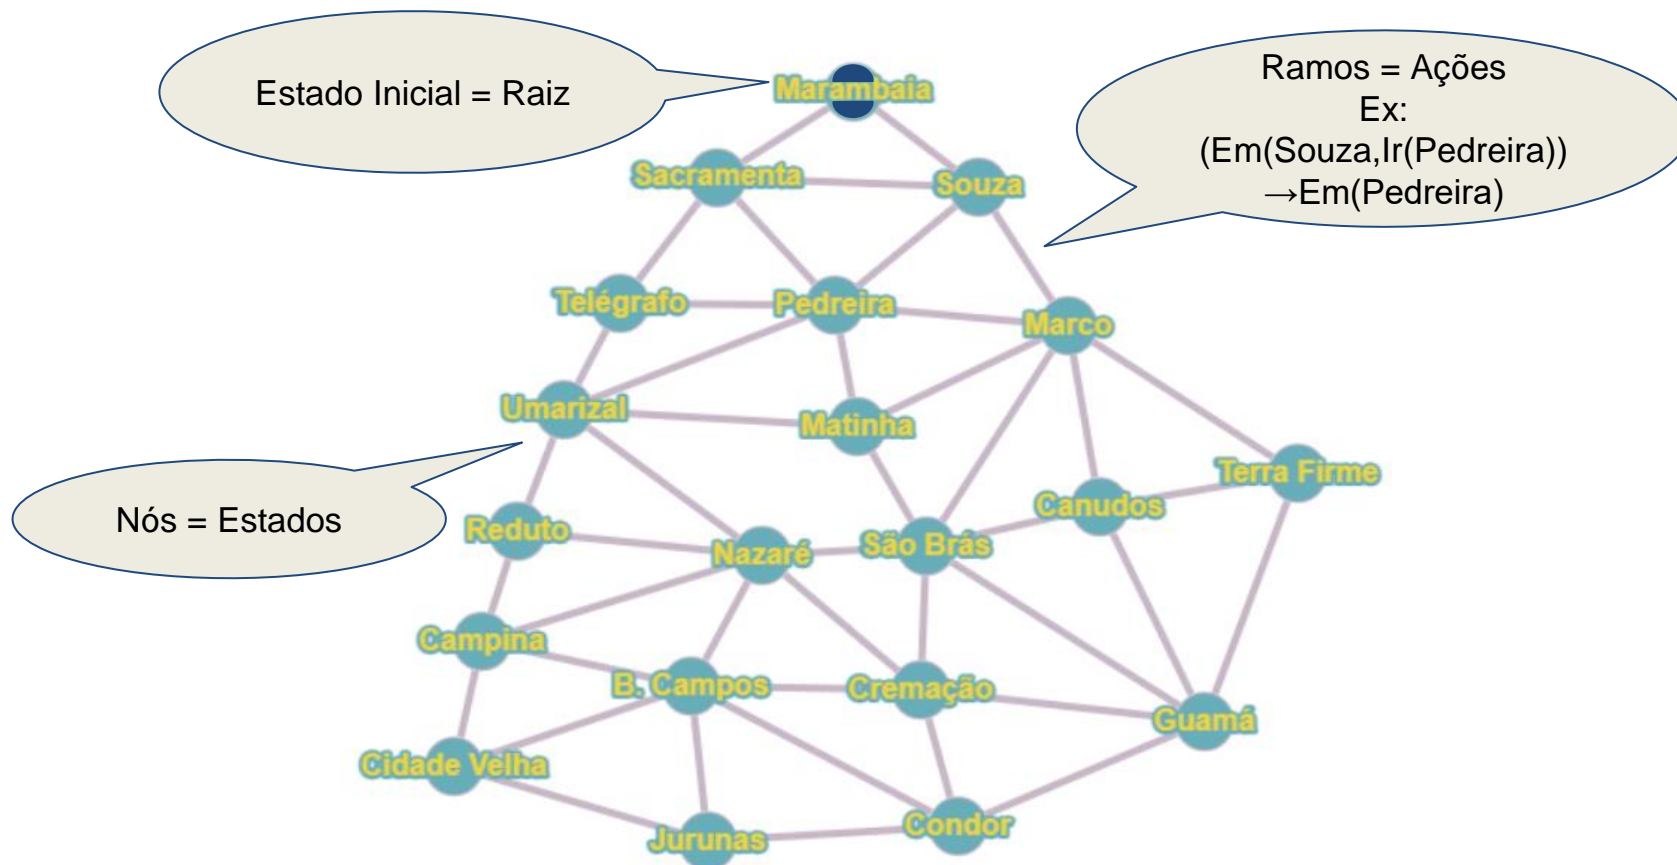 Estado Inicial = Raiz
Ramos = Ações
Ex:
(Em(Souza,Ir(Pedreira))
→Em(Pedreira)
Marambaia
Sacramenta
Souza
Telégrafo
Pedreira
Marco
Umarizal
Matinha
Terra Firme
Canudos
Nós = Estados
Reduto
Nazaré
São Brás
Campina
B. Campos
Cremação
Guamá
Cidade Velha
Jurunas
Condor